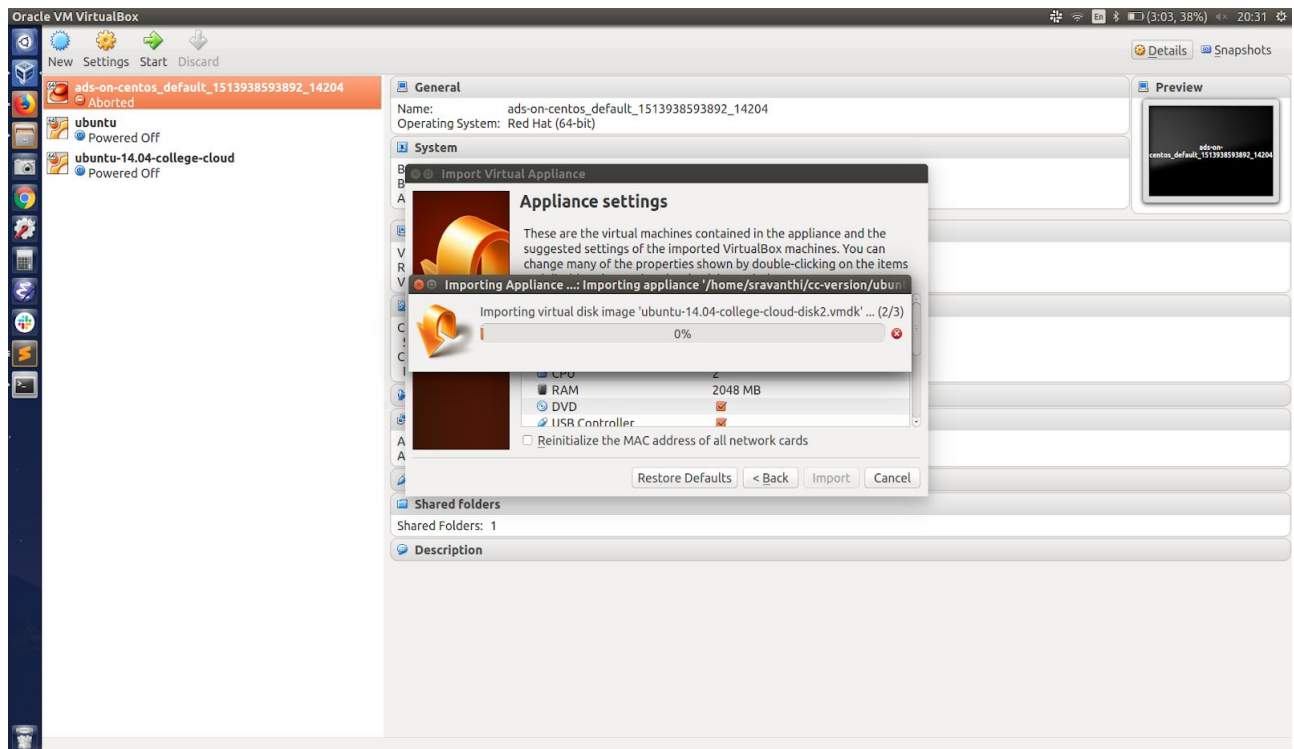 Oracle VM VirtualBox
En
(3:03, 38%)
20:31
New Settings Start Discard
Details
Snapshots
ads-on-centos_default_1513938593892_14204
Aborted
ubuntu
Powered Off
ubuntu-14.04-college-cloud
Powered Off
General
Name: ads-on-centos_default_1513938593892_14204
Operating System: Red Hat (64-bit)
System
B
B
A
V
R
V
C
S
C
I
A
A
Shared folders
Shared Folders: 1
Description
Preview
ads-on-
centos_default_1513938593892_14204
Import Virtual Appliance
Appliance settings
These are the virtual machines contained in the appliance and the
suggested settings of the imported VirtualBox machines. You can
change many of the properties shown by double-clicking on the items
Importing Appliance ...: Importing appliance '/home/sravanthi/cc-version/ubun
Importing virtual disk image 'ubuntu-14.04-college-cloud-disk2.vmdk' ... (2/3)
0%
CPU 2
RAM 2048 MB
DVD
USB Controller
Reinitialize the MAC address of all network cards
Restore Defaults
< Back
Import
Cancel